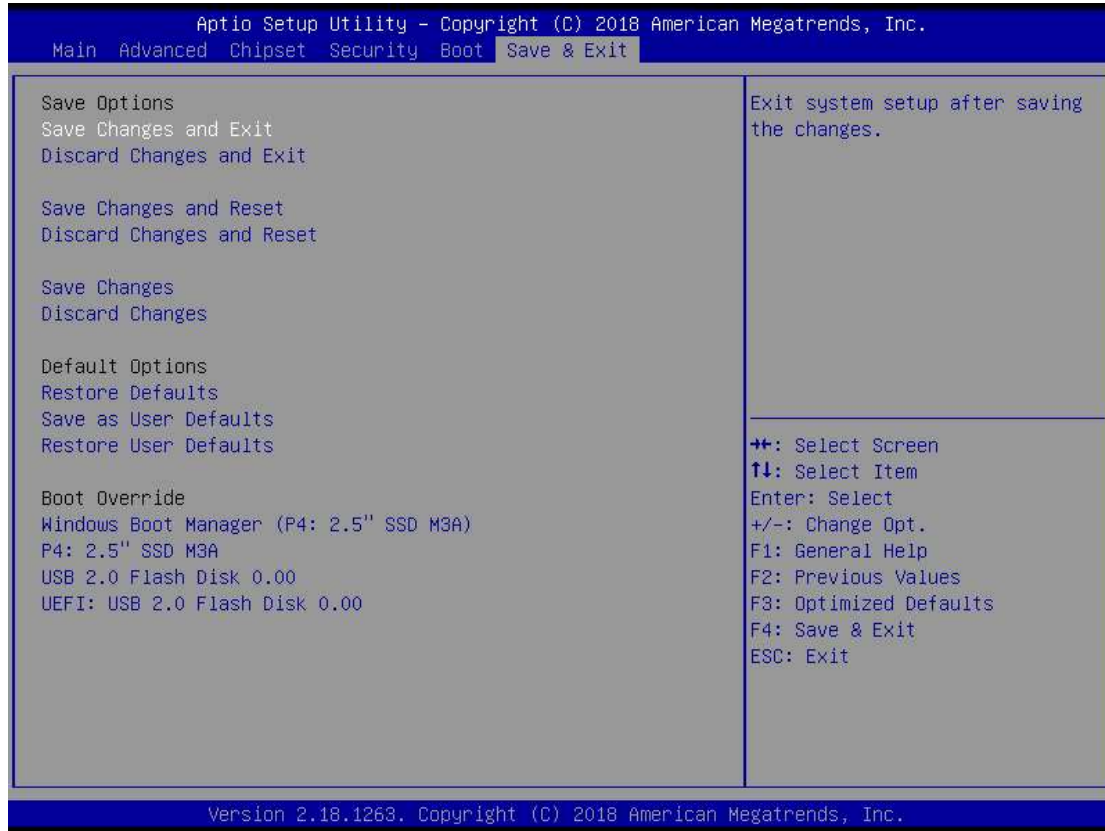 Aptio Setup Utility – Copyright (C) 2018 American Megatrends, Inc.
Main Advanced Chipset Security Boot Save & Exit
Save Options
Save Changes and Exit
Discard Changes and Exit
Save Changes and Reset
Discard Changes and Reset
Save Changes
Discard Changes
Default Options
Restore Defaults
Save as User Defaults
Restore User Defaults
Boot Override
Windows Boot Manager (P4: 2.5" SSD M3A)
P4: 2.5" SSD M3A
USB 2.0 Flash Disk 0.00
UEFI: USB 2.0 Flash Disk 0.00
Exit system setup after saving
the changes.
→←: Select Screen
↑↓: Select Item
Enter: Select
+/-: Change Opt.
F1: General Help
F2: Previous Values
F3: Optimized Defaults
F4: Save & Exit
ESC: Exit
Version 2.18.1263. Copyright (C) 2018 American Megatrends, Inc.